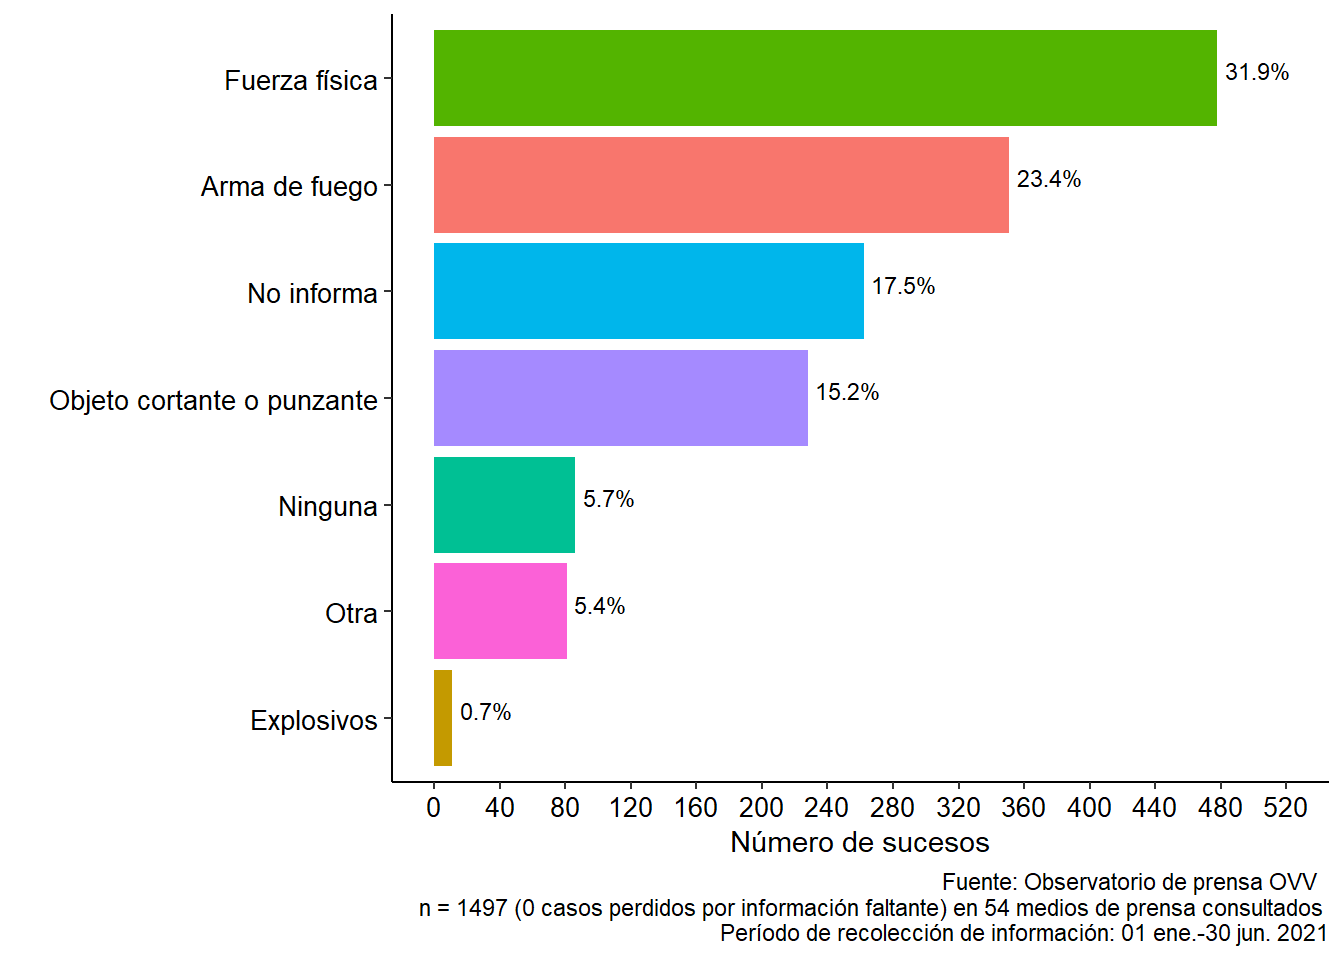 Fuerza física
31.9%
Arma de fuego
23.4%
No informa
17.5%
Objeto cortante o punzante
15.2%
Ninguna
5.7%
Otra
5.4%
Explosivos
0.7%
0 40 80 120 160 200 240 280 320 360 400 440 480 520
Número de sucesos
Fuente: Observatorio de prensa OVV
n = 1497 (0 casos perdidos por información faltante) en 54 medios de prensa consultados
Período de recolección de información: 01 ene.-30 jun. 2021